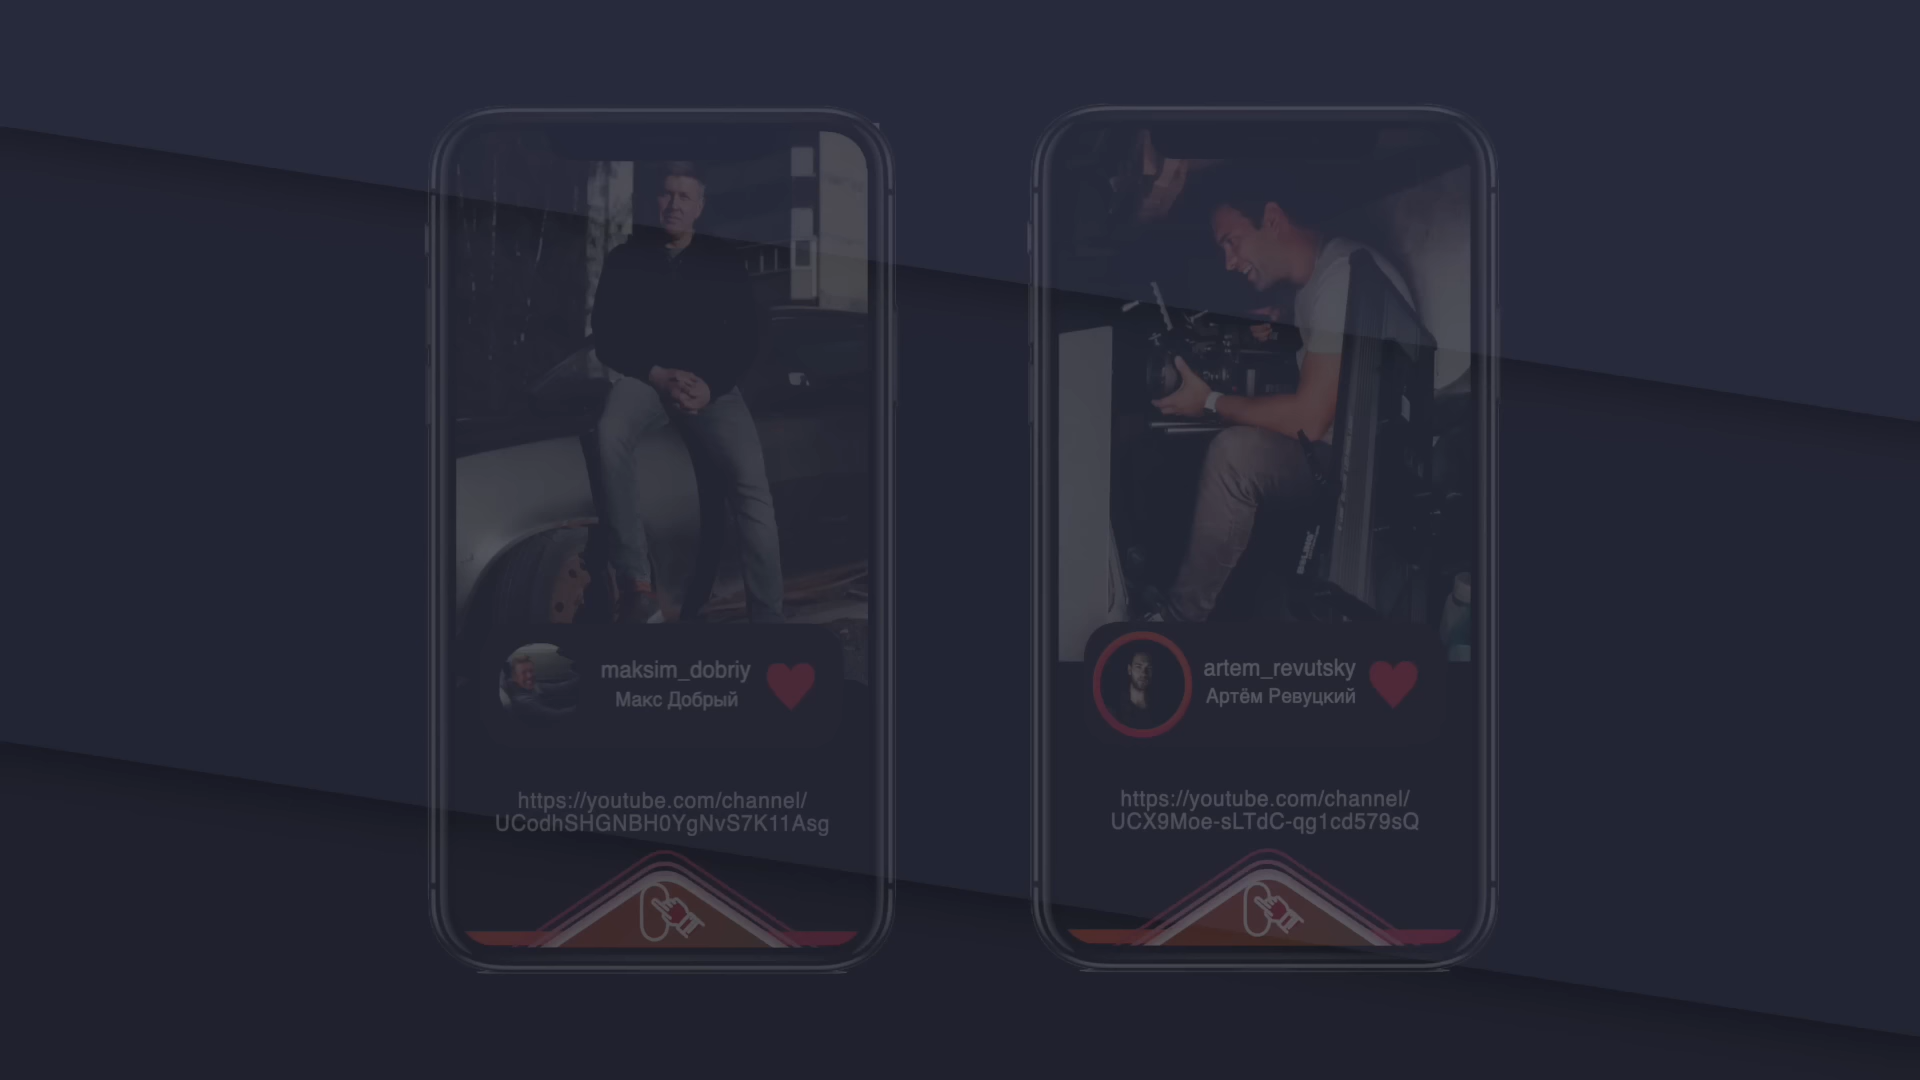 maksim_dobriy
Макс Добрый
https://youtube.com/channel/
UCodhSHGNBH0YgNvS7K11Asg
artem_revutsky
Артём Ревуцкий
https://youtube.com/channel/
UCX9Moe-sLTdC-qg1cd579sQ